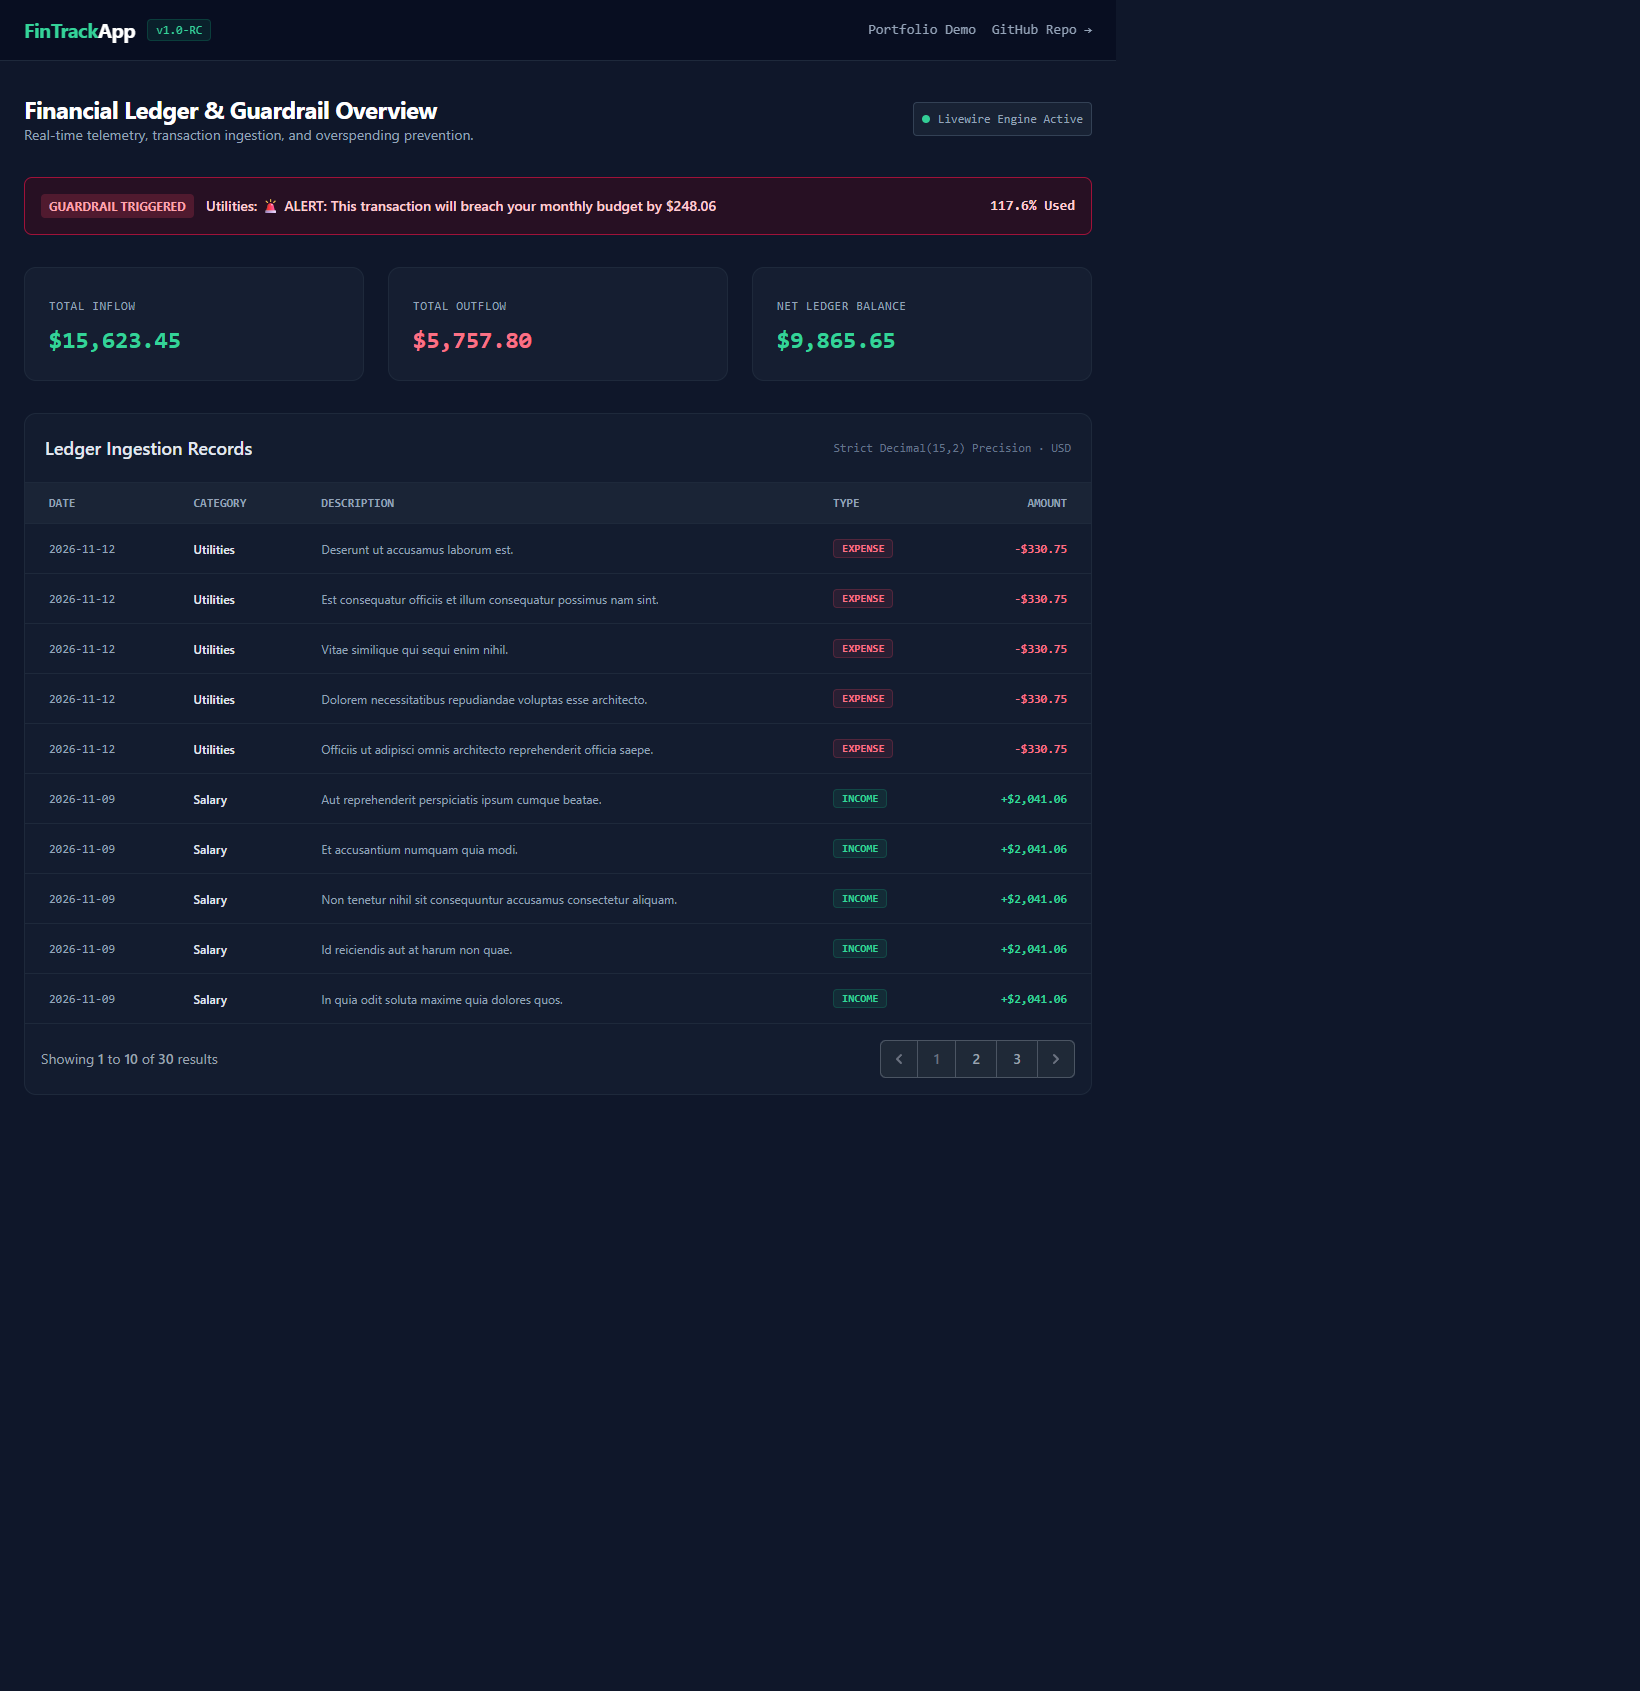 FinTrackApp v1.0-RC Portfolio Demo GitHub Repo →
Financial Ledger & Guardrail Overview
Real-time telemetry, transaction ingestion, and overspending prevention.
Livewire Engine Active
GUARDRAIL TRIGGERED Utilities: 🚨 ALERT: This transaction will breach your monthly budget by $248.06 117.6% Used
TOTAL INFLOW
$15,623.45
TOTAL OUTFLOW
$5,757.80
NET LEDGER BALANCE
$9,865.65
Ledger Ingestion Records Strict Decimal(15,2) Precision · USD
DATE CATEGORY DESCRIPTION TYPE AMOUNT
2026-11-12 Utilities Deserunt ut accusamus laborum est. EXPENSE -$330.75
2026-11-12 Utilities Est consequatur officiis et illum consequatur possimus nam sint. EXPENSE -$330.75
2026-11-12 Utilities Vitae similique qui sequi enim nihil. EXPENSE -$330.75
2026-11-12 Utilities Dolorem necessitatibus repudiandae voluptas esse architecto. EXPENSE -$330.75
2026-11-12 Utilities Officiis ut adipisci omnis architecto reprehenderit officia saepe. EXPENSE -$330.75
2026-11-09 Salary Aut reprehenderit perspiciatis ipsum cumque beatae. INCOME +$2,041.06
2026-11-09 Salary Et accusantium numquam quia modi. INCOME +$2,041.06
2026-11-09 Salary Non tenetur nihil sit consequuntur accusamus consectetur aliquam. INCOME +$2,041.06
2026-11-09 Salary Id reiciendis aut at harum non quae. INCOME +$2,041.06
2026-11-09 Salary In quia odit soluta maxime quia dolores quos. INCOME +$2,041.06
Showing 1 to 10 of 30 results 1 2 3